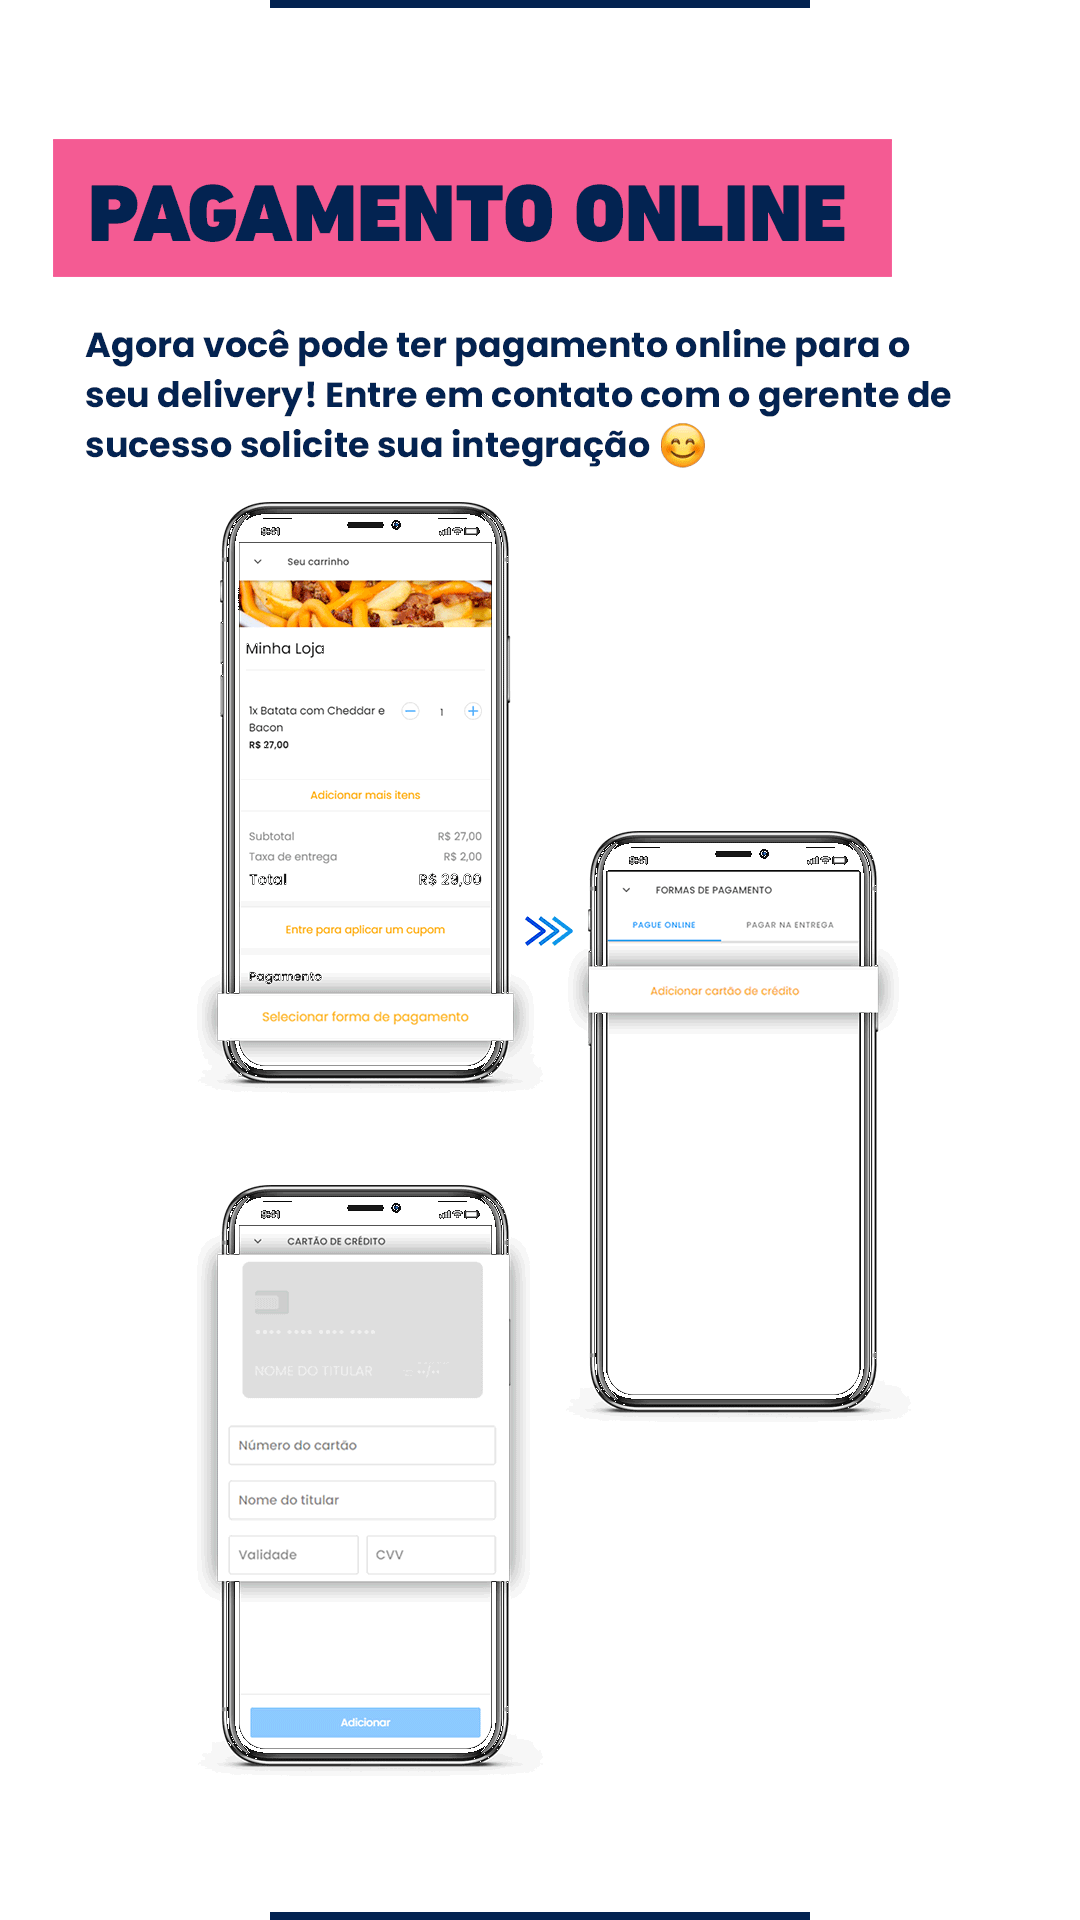 PAGAMENTO ONLINE
Agora você pode ter pagamento online para o
seu delivery! Entre em contato com o gerente de
sucesso solicite sua integração 😊
9:41
Seu carrinho
Minha Loja
1x Batata com Cheddar e
Bacon
1
R$ 27,00
Adicionar mais itens
Subtotal R$ 27,00
Taxa de entrega R$ 2,00
Total R$ 29,00
Entre para aplicar um cupom
Pagamento
Selecionar forma de pagamento
9:41
FORMAS DE PAGAMENTO
PAGUE ONLINE PAGAR NA ENTREGA
Adicionar cartão de crédito
9:41
CARTÃO DE CRÉDITO
•••• •••• •••• ••••
NOME DO TITULAR ••/••
Número do cartão
Nome do titular
Validade CVV
Adicionar